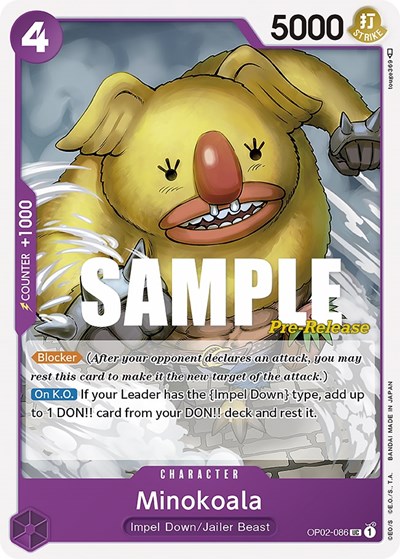 4
5000
打
STRIKE
touge369
COUNTER +1000
SAMPLE
Pre-Release
Blocker (After your opponent declares an attack, you may
rest this card to make it the new target of the attack.)
On K.O. If your Leader has the {Impel Down} type, add up
to 1 DON!! card from your DON!! deck and rest it.
CHARACTER
Minokoala
Impel Down/Jailer Beast
OP02-086 UC 1
©E.O./S., T.A. BANDAI MADE IN JAPAN
©EO/S